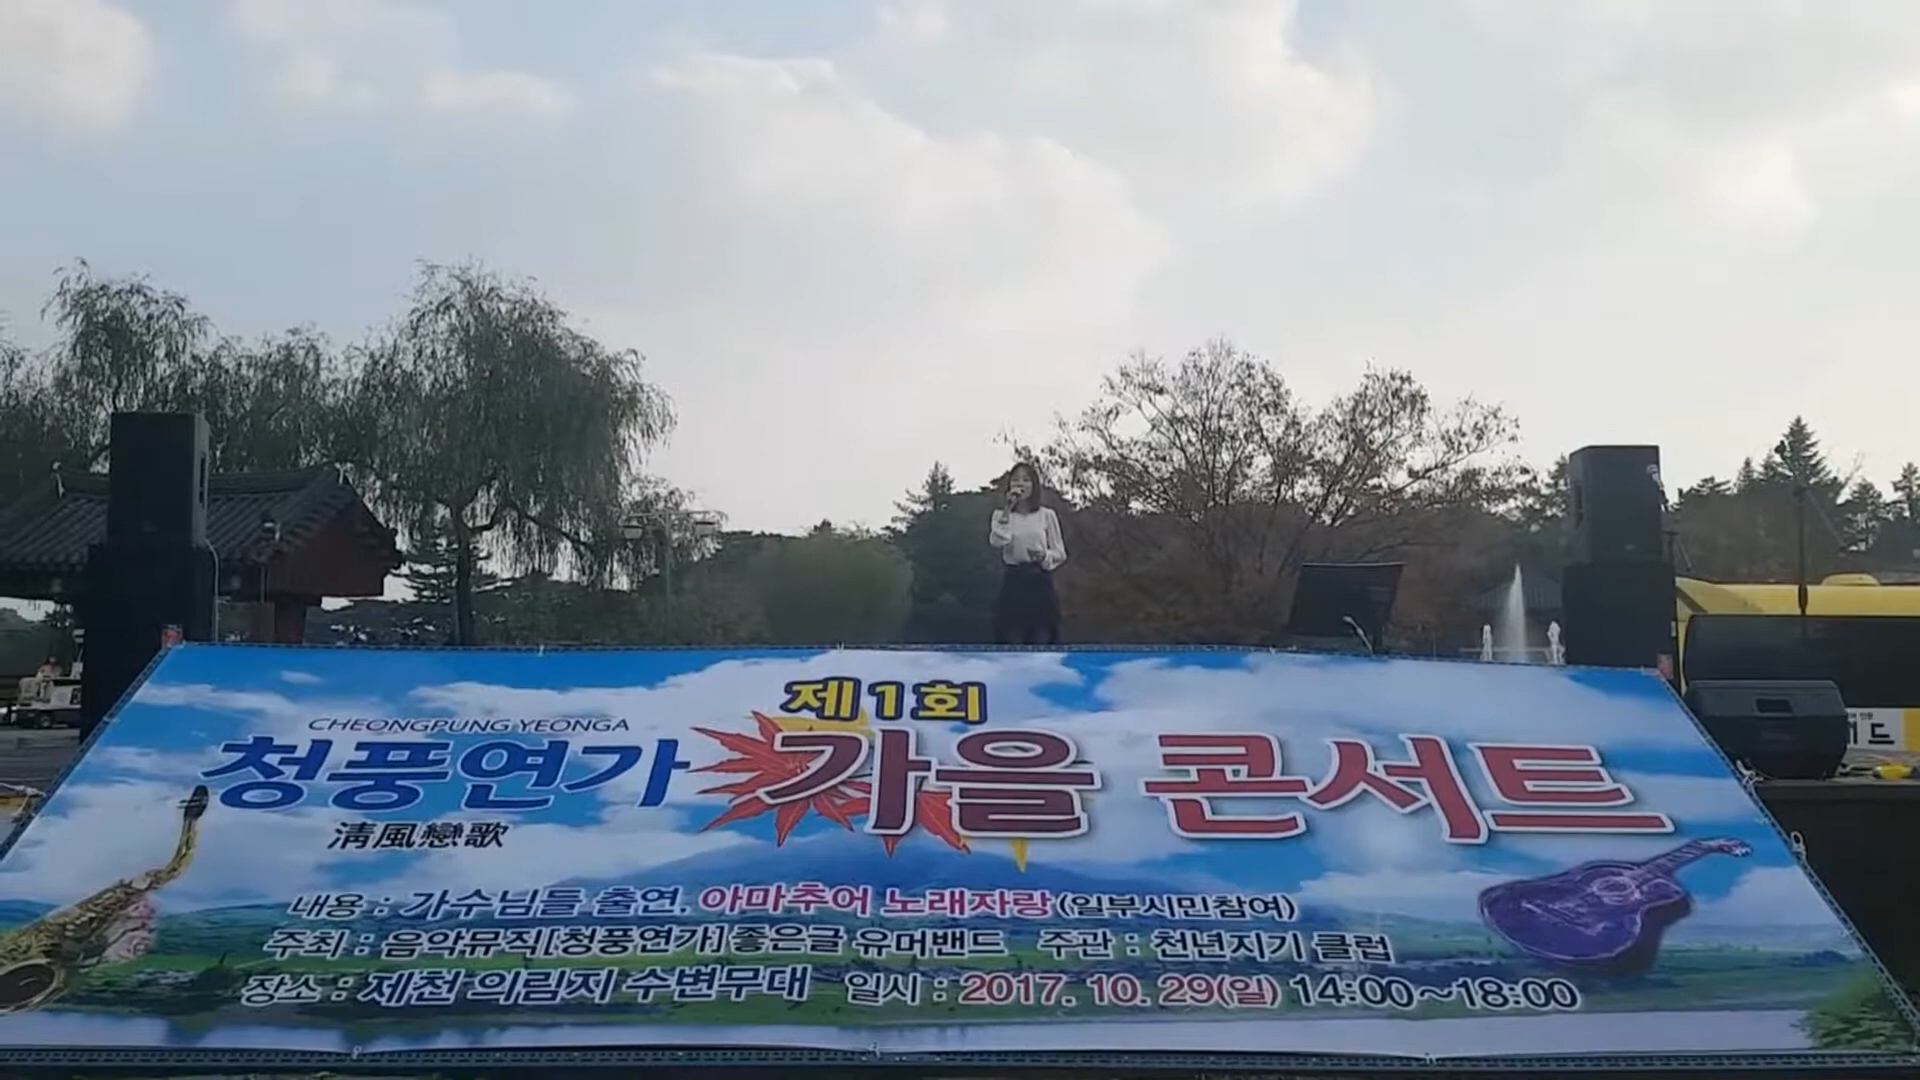 제1회
CHEONGPUNG YEONGA
청풍연가 가을 콘서트
淸風戀歌
내용 : 가수님들 출연. 아마추어 노래자랑(일부시민참여)
주최 : 음악뮤직[청풍연가]좋은글 유머밴드 주관 : 천년지기 클럽
장소 : 제천 의림지 수변무대 일시 : 2017. 10. 29(일) 14:00~18:00